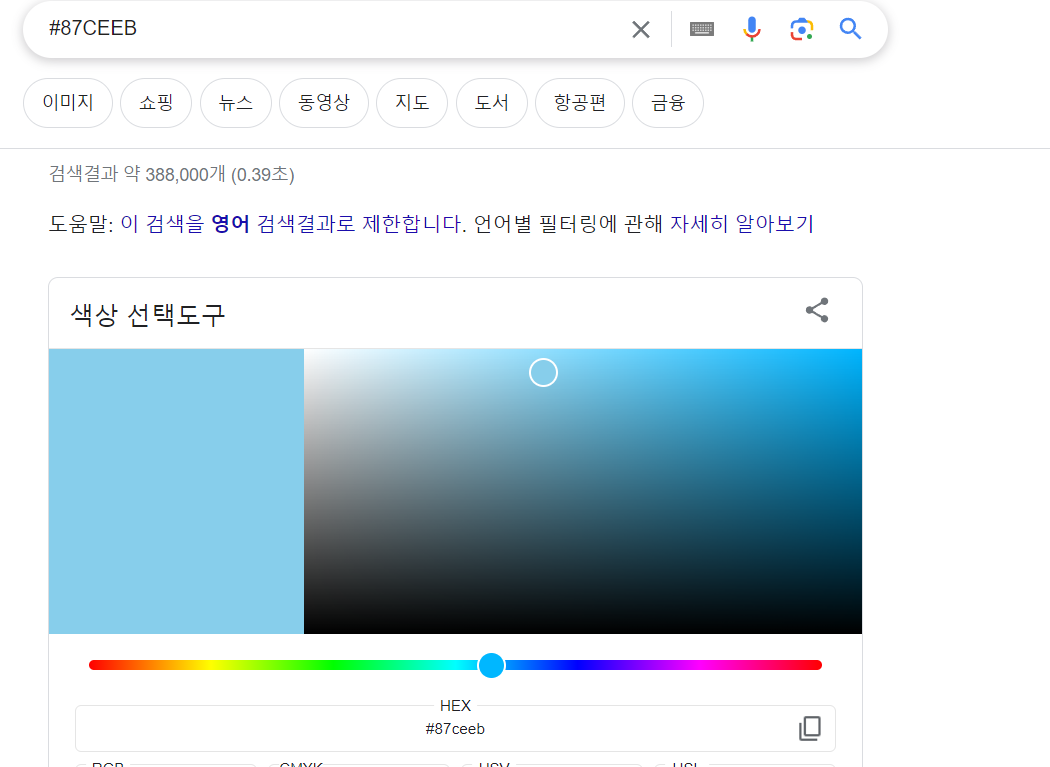 #87CEEB
이미지 쇼핑 뉴스 동영상 지도 도서 항공편 금융
검색결과 약 388,000개 (0.39초)
도움말: 이 검색을 영어 검색결과로 제한합니다. 언어별 필터링에 관해 자세히 알아보기
색상 선택도구
HEX
#87ceeb
RGB CMYK HSV HSL